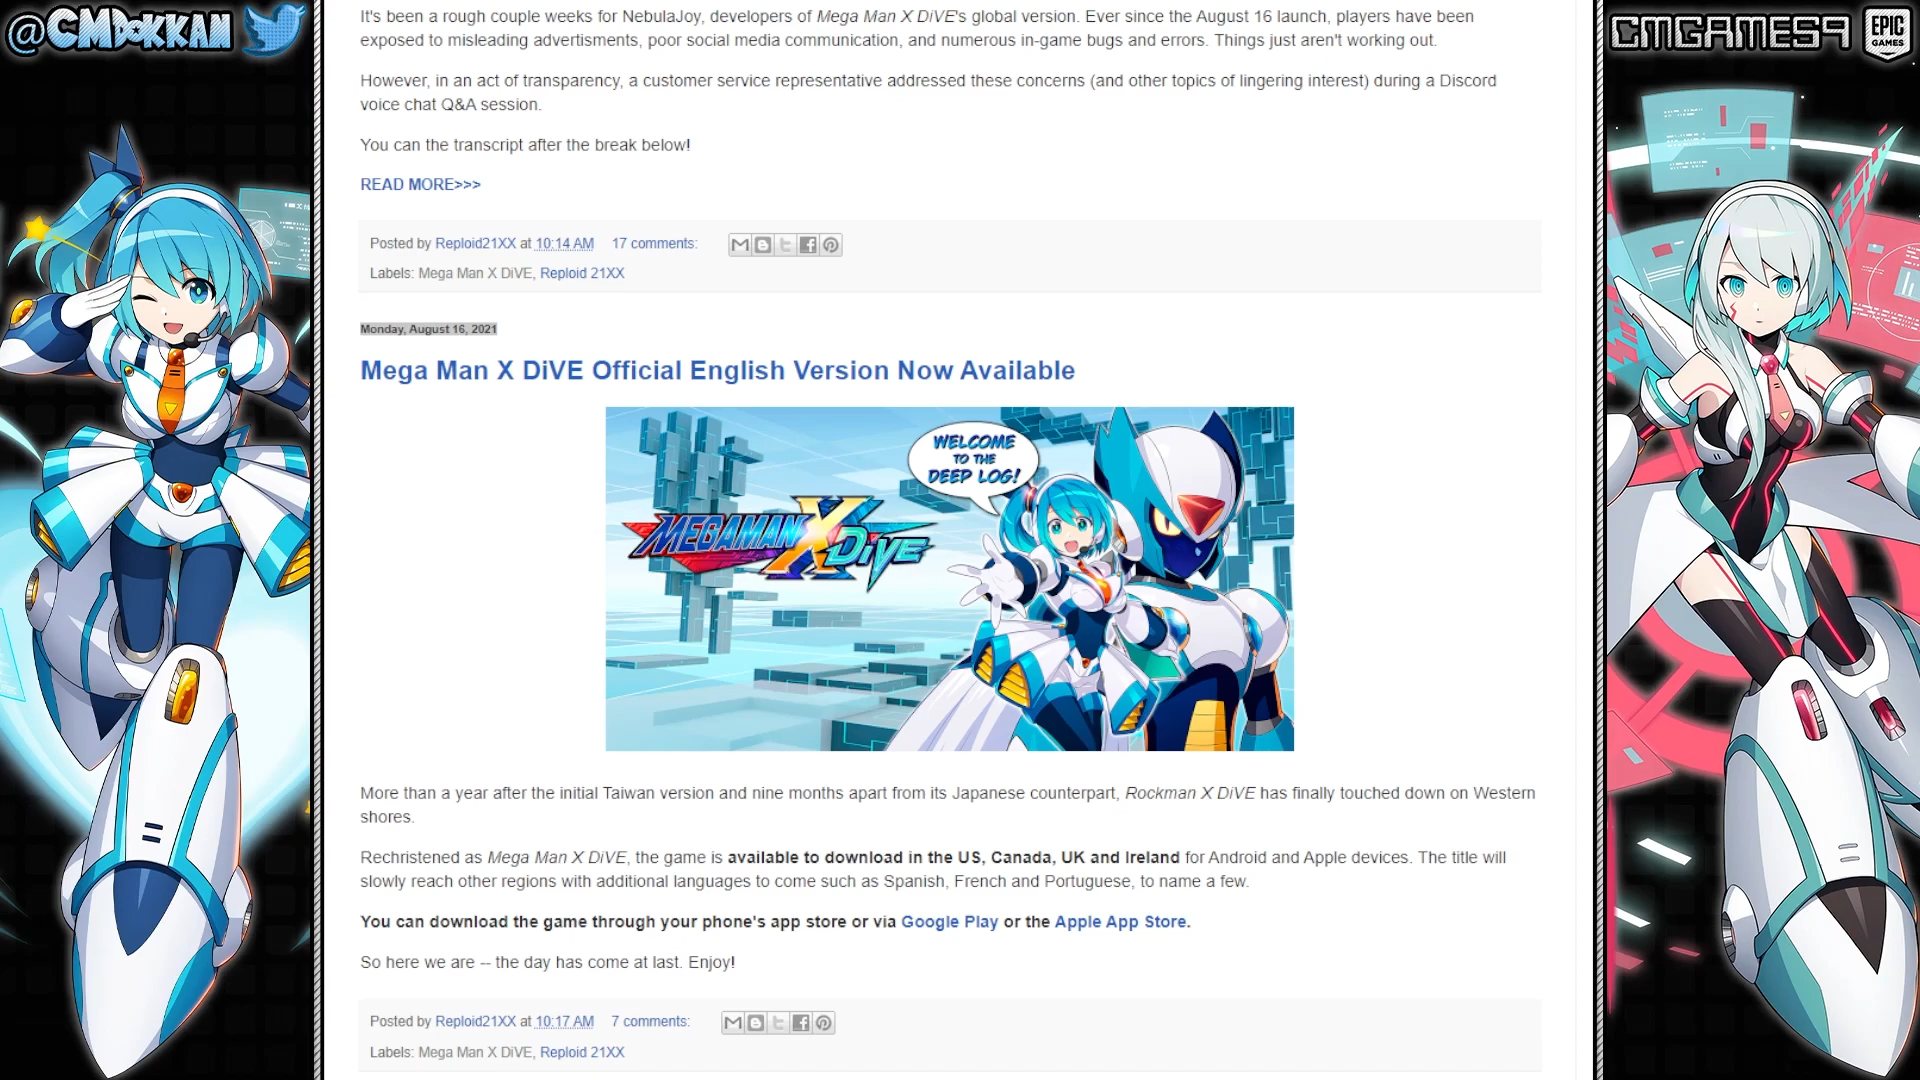 @CMDOKKAN
CMGAMES9
EPIC
GAMES
It's been a rough couple weeks for NebulaJoy, developers of Mega Man X DiVE's global version. Ever since the August 16 launch, players have been
exposed to misleading advertisments, poor social media communication, and numerous in-game bugs and errors. Things just aren't working out.
However, in an act of transparency, a customer service representative addressed these concerns (and other topics of lingering interest) during a Discord
voice chat Q&A session.
You can the transcript after the break below!
READ MORE>>>
Posted by Reploid21XX at 10:14 AM 17 comments:
Labels: Mega Man X DiVE, Reploid 21XX
Monday, August 16, 2021
Mega Man X DiVE Official English Version Now Available
WELCOME
TO THE
DEEP LOG!
MEGAMAN X DiVE
More than a year after the initial Taiwan version and nine months apart from its Japanese counterpart, Rockman X DiVE has finally touched down on Western
shores.
Rechristened as Mega Man X DiVE, the game is available to download in the US, Canada, UK and Ireland for Android and Apple devices. The title will
slowly reach other regions with additional languages to come such as Spanish, French and Portuguese, to name a few.
You can download the game through your phone's app store or via Google Play or the Apple App Store.
So here we are -- the day has come at last. Enjoy!
Posted by Reploid21XX at 10:17 AM 7 comments:
Labels: Mega Man X DiVE, Reploid 21XX